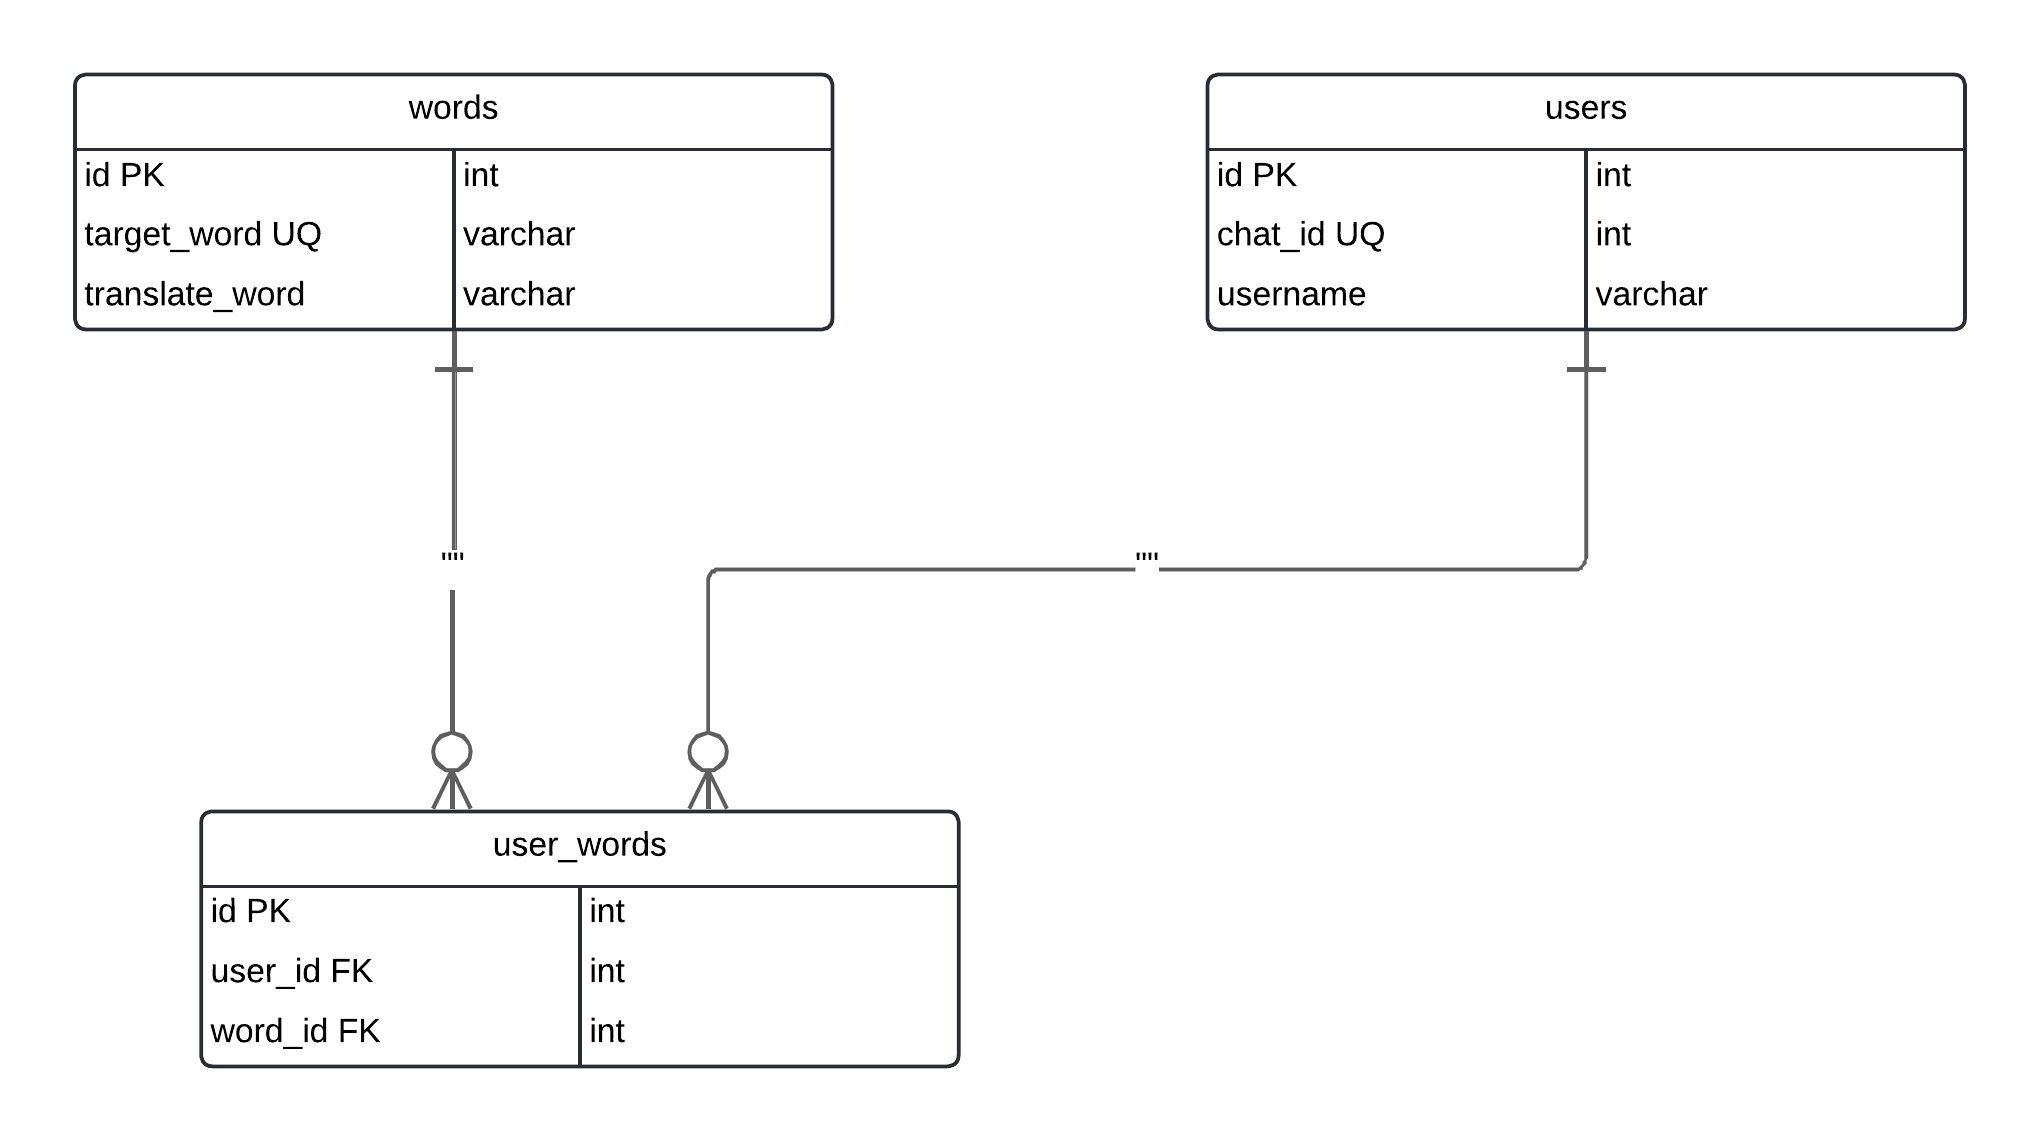 words
id PK int
target_word UQ varchar
translate_word varchar
users
id PK int
chat_id UQ int
username varchar
""
""
user_words
id PK int
user_id FK int
word_id FK int